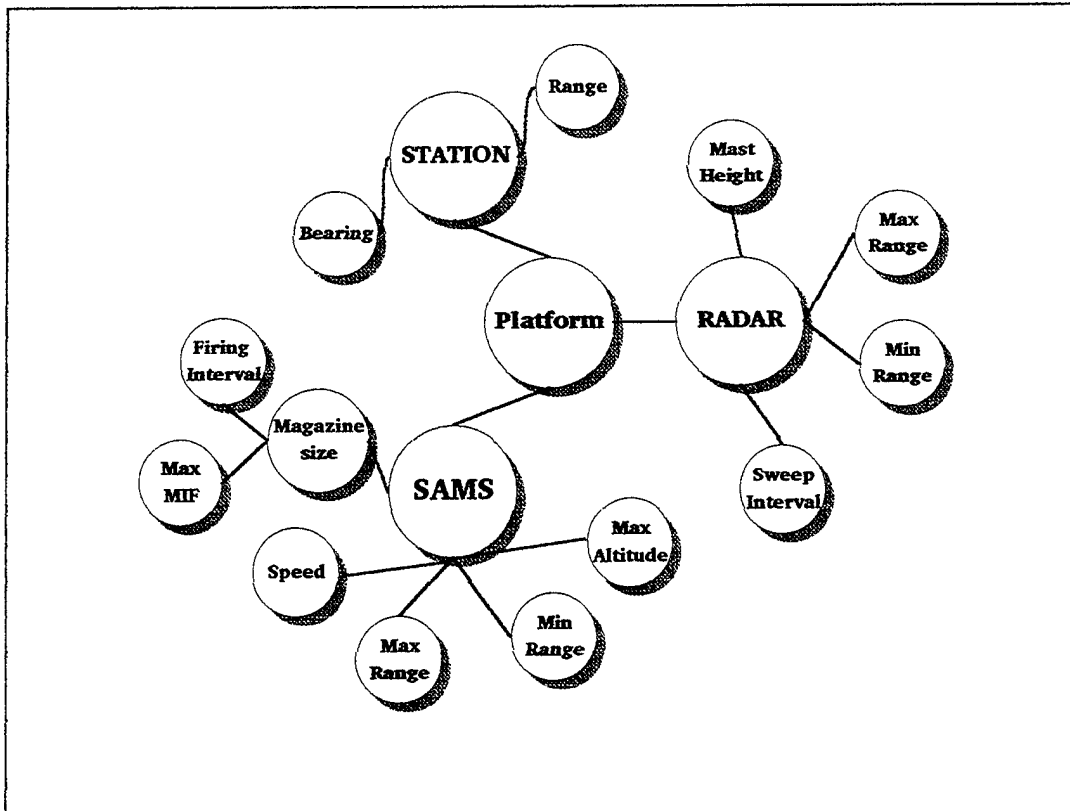 Range
STATION
Mast
Height
Bearing
Max
Range
Platform
RADAR
Firing
Interval
Min
Range
Magazine
size
Max
MIF
SAMS
Sweep
Interval
Max
Altitude
Speed
Min
Range
Max
Range